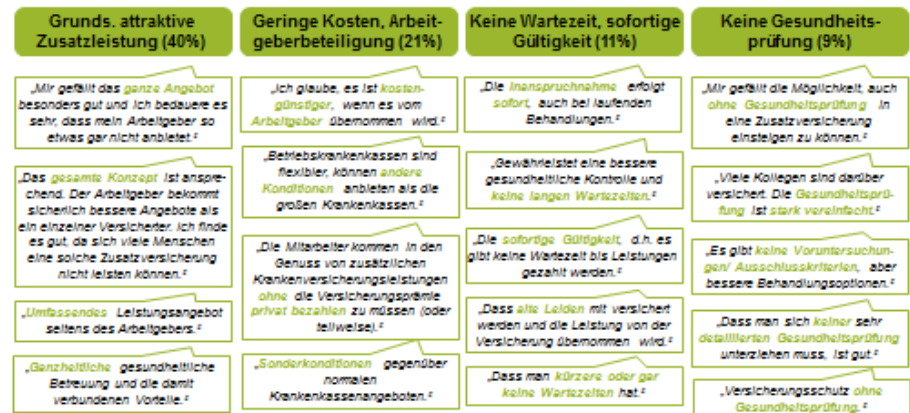 Grunds. attraktive
Zusatzleistung (40%)
„Mir gefällt das ganze Angebot
besonders gut und ich bedauere es
sehr, dass mein Arbeitgeber so
etwas gar nicht anbietet."
„Das gesamte Konzept ist anspre-
chend. Der Arbeitgeber bekommt
sicherlich bessere Angebote als
ein einzelner Versicherter. Ich finde
es gut, da sich viele Menschen
eine solche Zusatzversicherung
nicht leisten können."
„Umfassendes Leistungsangebot
seitens des Arbeitgebers."
„Ganzheitliche gesundheitliche
Betreuung und die damit
verbundenen Vorteile."
Geringe Kosten, Arbeit-
geberbeteiligung (21%)
„Ich glaube, es ist kosten-
günstiger, wenn es vom
Arbeitgeber übernommen wird."
„Betriebskrankenkassen sind
flexibler, können andere
Konditionen anbieten als die
großen Krankenkassen."
„Die Mitarbeiter kommen in den
Genuss von zusätzlichen
Krankenversicherungsleistungen
ohne die Versicherungsprämie
privat bezahlen zu müssen (oder
teilweise)."
„Sonderkonditionen gegenüber
normalen
Krankenkassenangeboten."
Keine Wartezeit, sofortige
Gültigkeit (11%)
„Die Inanspruchnahme erfolgt
sofort, auch bei laufenden
Behandlungen."
„Gewährleistet eine bessere
gesundheitliche Kontrolle und
keine langen Wartezeiten."
„Die sofortige Gültigkeit, d.h. es
gibt keine Wartezeit bis Leistungen
gezahlt werden."
„Dass alte Leiden mit versichert
werden und die Leistung von der
Versicherung übernommen wird."
„Dass man kürzere oder gar
keine Wartezeiten hat."
Keine Gesundheits-
prüfung (9%)
„Mir gefällt die Möglichkeit, auch
ohne Gesundheitsprüfung in
eine Zusatzversicherung
einsteigen zu können."
„Viele Kollegen sind darüber
versichert. Die Gesundheitsprü-
fung ist stark vereinfacht."
„Es gibt keine Voruntersuchun-
gen/ Ausschlusskriterien, aber
bessere Behandlungsoptionen."
„Dass man sich keiner sehr
detaillierten Gesundheitsprüfung
unterziehen muss, ist gut."
„Versicherungsschutz ohne
Gesundheitsprüfung."